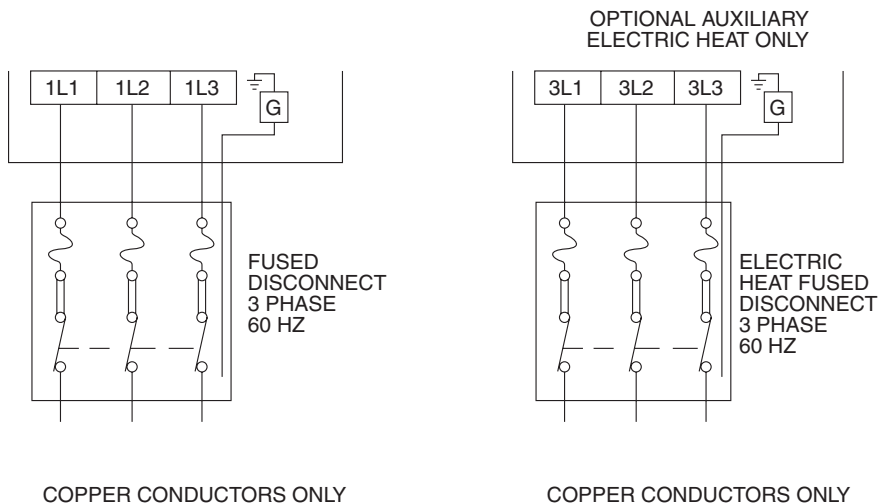 OPTIONAL AUXILIARY
ELECTRIC HEAT ONLY
1L1 1L2 1L3
G
3L1 3L2 3L3
G
FUSED
DISCONNECT
3 PHASE
60 HZ
ELECTRIC
HEAT FUSED
DISCONNECT
3 PHASE
60 HZ
COPPER CONDUCTORS ONLY
COPPER CONDUCTORS ONLY